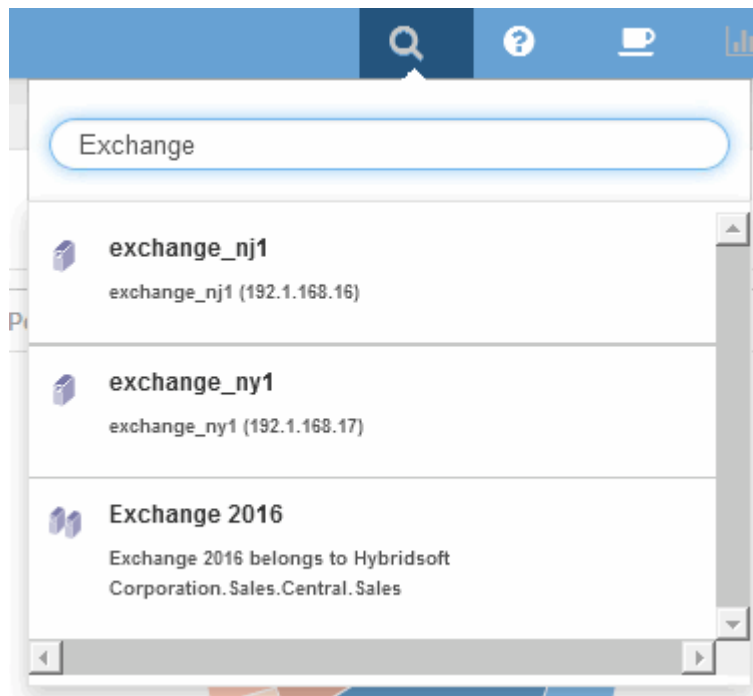 Exchange
exchange_nj1
exchange_nj1 (192.1.168.16)
exchange_ny1
exchange_ny1 (192.1.168.17)
Exchange 2016
Exchange 2016 belongs to Hybridsoft
Corporation.Sales.Central.Sales